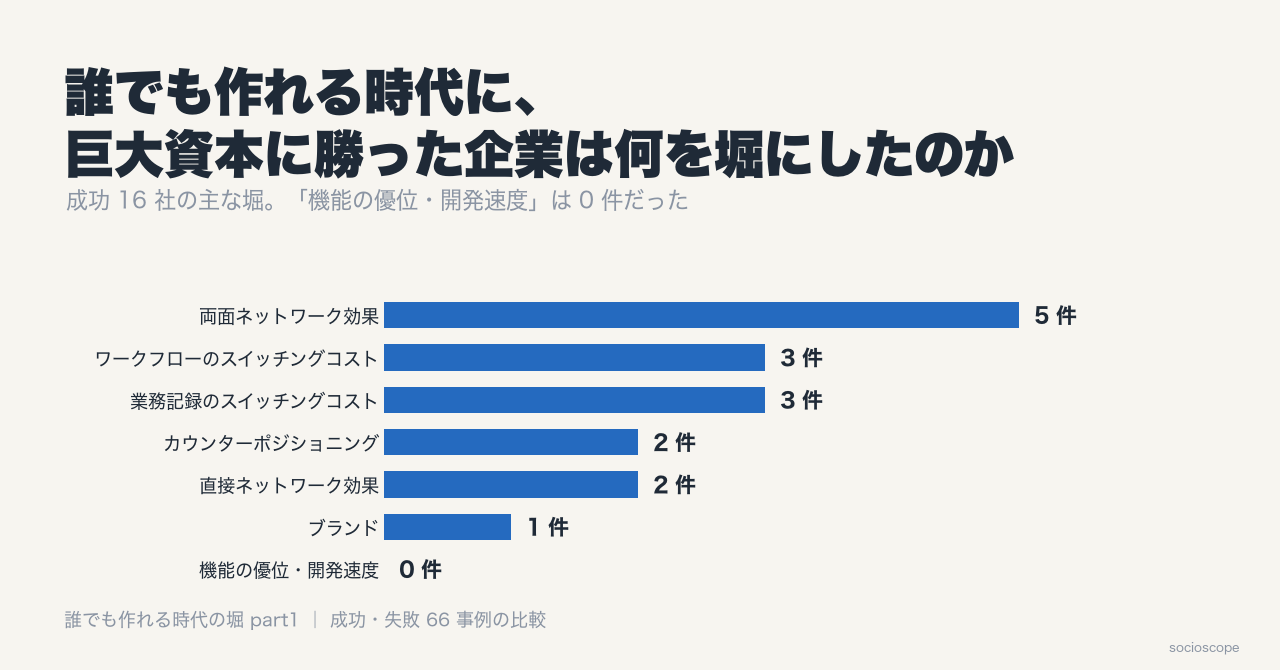 誰でも作れる時代に、
巨大資本に勝った企業は何を堀にしたのか
成功 16 社の主な堀。「機能の優位・開発速度」は 0 件だった
両面ネットワーク効果 5 件
ワークフローのスイッチングコスト 3 件
業務記録のスイッチングコスト 3 件
カウンターポジショニング 2 件
直接ネットワーク効果 2 件
ブランド 1 件
機能の優位・開発速度 0 件
誰でも作れる時代の堀 part1 ｜ 成功・失敗 66 事例の比較
socioscope